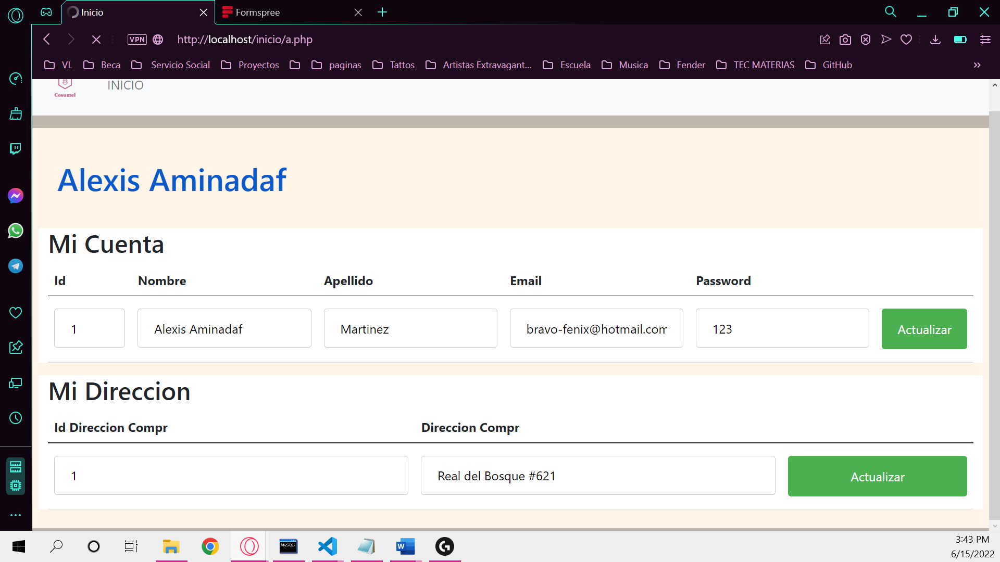 Inicio
Formspree
VPN
http://localhost/inicio/a.php
VL
Beca
Servicio Social
Proyectos
paginas
Tattos
Artistas Extravagant...
Escuela
Musica
Fender
TEC MATERIAS
GitHub
Cosumel
INICIO
Alexis Aminadaf
Mi Cuenta
Id Nombre Apellido Email Password
1 Alexis Aminadaf Martinez bravo-fenix@hotmail.com 123 Actualizar
Mi Direccion
Id Direccion Compr Direccion Compr
1 Real del Bosque #621 Actualizar
MySQL>
W
3:43 PM
6/15/2022